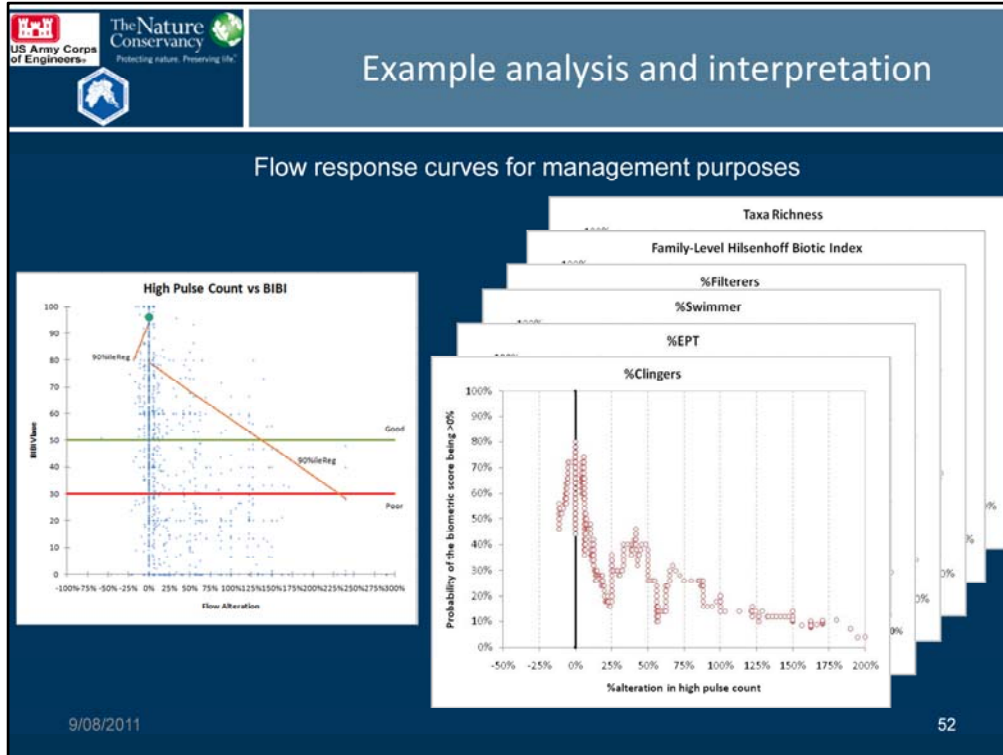 US Army Corps
of Engineers®
The Nature
Conservancy
Protecting nature. Preserving life.™
Example analysis and interpretation
Flow response curves for management purposes
High Pulse Count vs BIBI
100
90
80
70
60
50
40
30
20
10
0
90%ileReg
Good
90%ileReg
Poor
-100%-75% -50% -25% 0% 25% 50% 75% 100%125%150%175%200%225%250%275%300%
Flow Alteration
Taxa Richness
Family-Level Hilsenhoff Biotic Index
%Filterers
%Swimmer
%EPT
%Clingers
Probability of the biometric score being >0%
100%
90%
80%
70%
60%
50%
40%
30%
20%
10%
0%
-50% -25% 0% 25% 50% 75% 100% 125% 150% 175% 200%
%alteration in high pulse count
9/08/2011
52